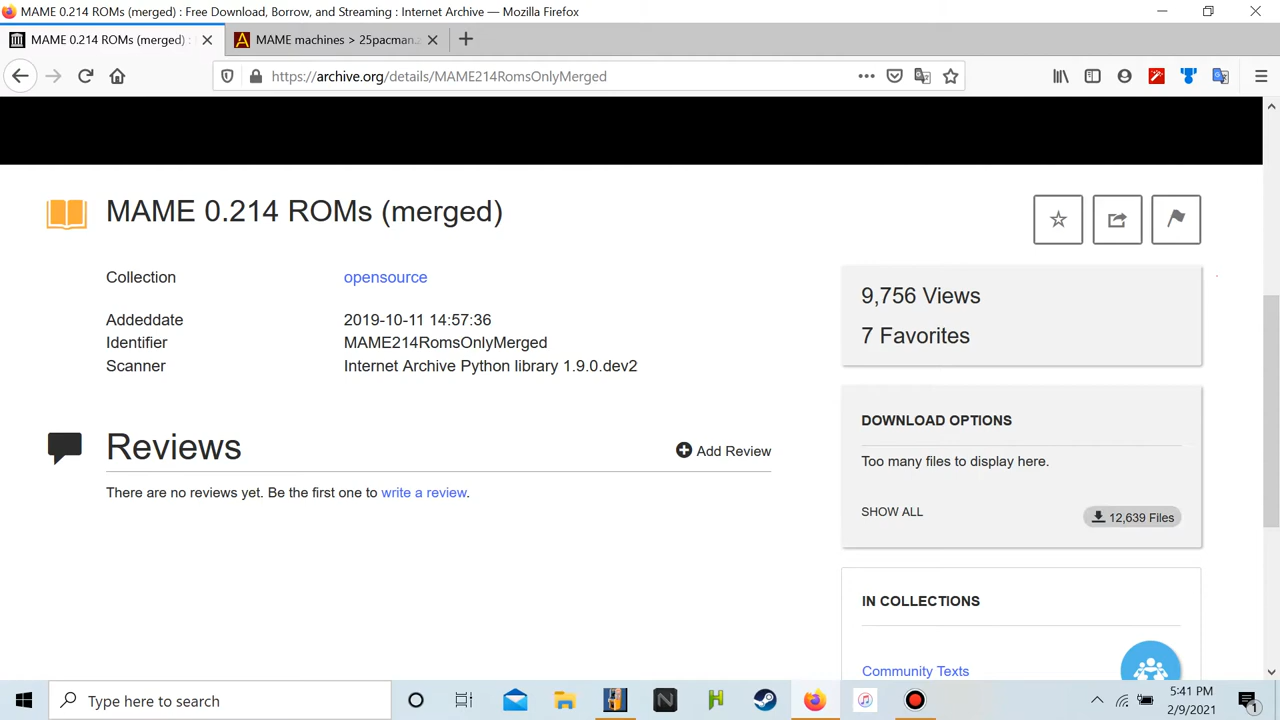 MAME 0.214 ROMs (merged) : Free Download, Borrow, and Streaming : Internet Archive — Mozilla Firefox
MAME 0.214 ROMs (merged) :
MAME machines > 25pacman.z
https://archive.org/details/MAME214RomsOnlyMerged
MAME 0.214 ROMs (merged)
Collection opensource
Addeddate 2019-10-11 14:57:36
Identifier MAME214RomsOnlyMerged
Scanner Internet Archive Python library 1.9.0.dev2
Reviews
Add Review
There are no reviews yet. Be the first one to write a review.
9,756 Views
7 Favorites
DOWNLOAD OPTIONS
Too many files to display here.
SHOW ALL
12,639 Files
IN COLLECTIONS
Community Texts
Type here to search
5:41 PM
2/9/2021
1